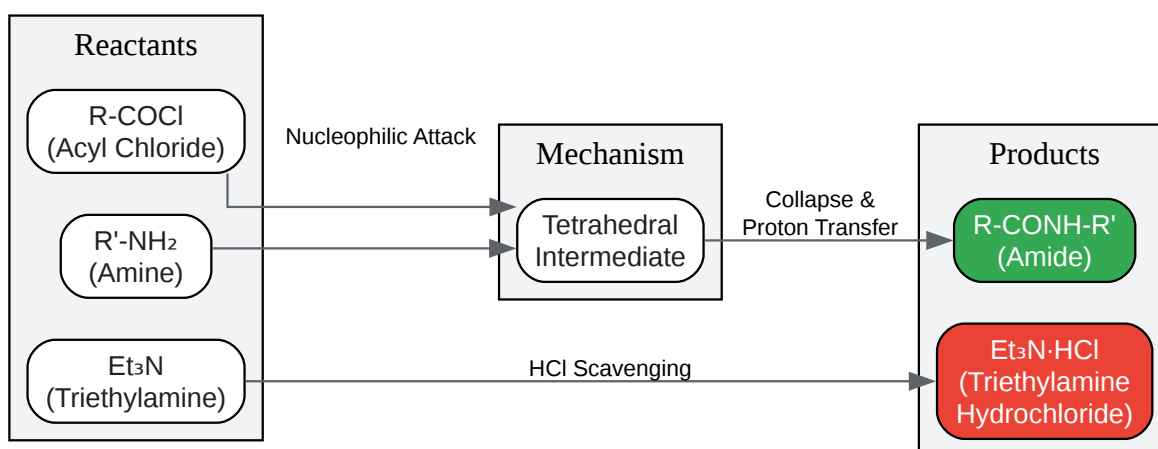 Reactants
R-COCl
(Acyl Chloride)
R'-NH₂
(Amine)
Et₃N
(Triethylamine)
Nucleophilic Attack
HCl Scavenging
Mechanism
Tetrahedral
Intermediate
Collapse &
Proton Transfer
Products
R-CONH-R'
(Amide)
Et₃N·HCl
(Triethylamine
Hydrochloride)